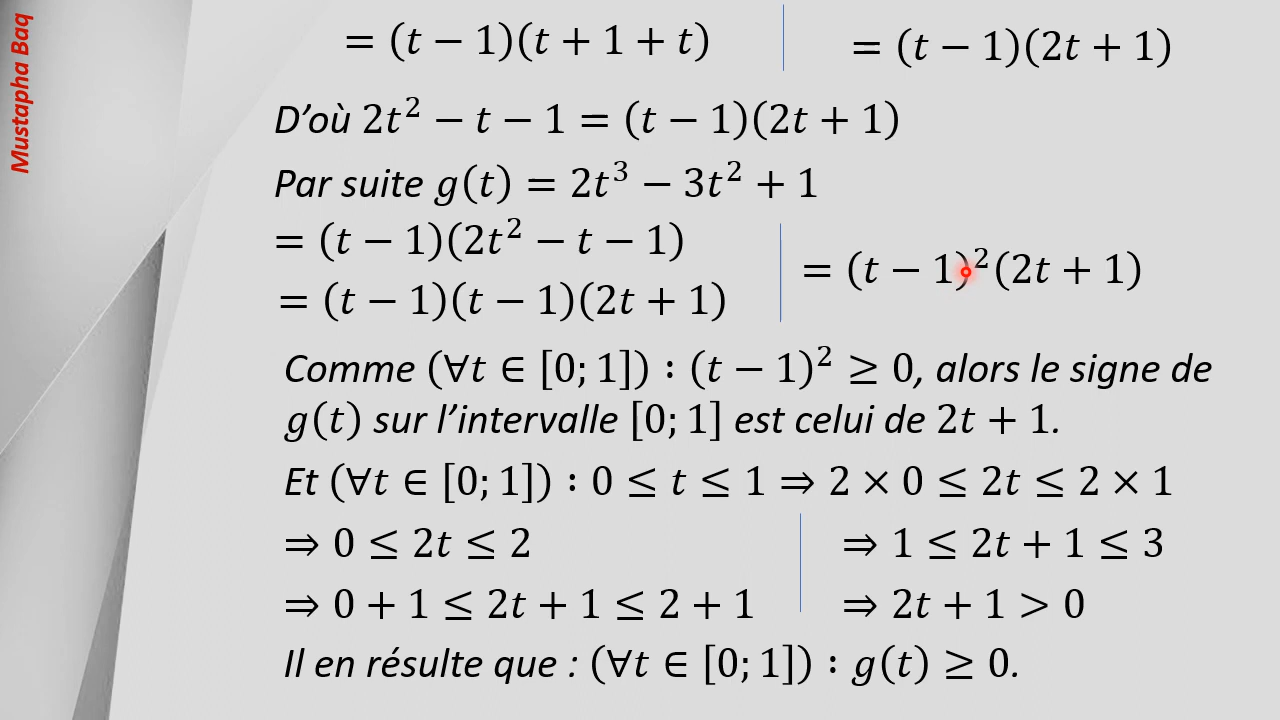 Mustapha Baq
= (t − 1)(t + 1 + t)
= (t − 1)(2t + 1)
D'où 2t² − t − 1 = (t − 1)(2t + 1)
Par suite g(t) = 2t³ − 3t² + 1
= (t − 1)(2t² − t − 1)
= (t − 1)(t − 1)(2t + 1)
= (t − 1)²(2t + 1)
Comme (∀t ∈ [0; 1]) : (t − 1)² ≥ 0, alors le signe de
g(t) sur l'intervalle [0; 1] est celui de 2t + 1.
Et (∀t ∈ [0; 1]) : 0 ≤ t ≤ 1 ⇒ 2 × 0 ≤ 2t ≤ 2 × 1
⇒ 0 ≤ 2t ≤ 2
⇒ 0 + 1 ≤ 2t + 1 ≤ 2 + 1
⇒ 1 ≤ 2t + 1 ≤ 3
⇒ 2t + 1 > 0
Il en résulte que : (∀t ∈ [0; 1]) : g(t) ≥ 0.